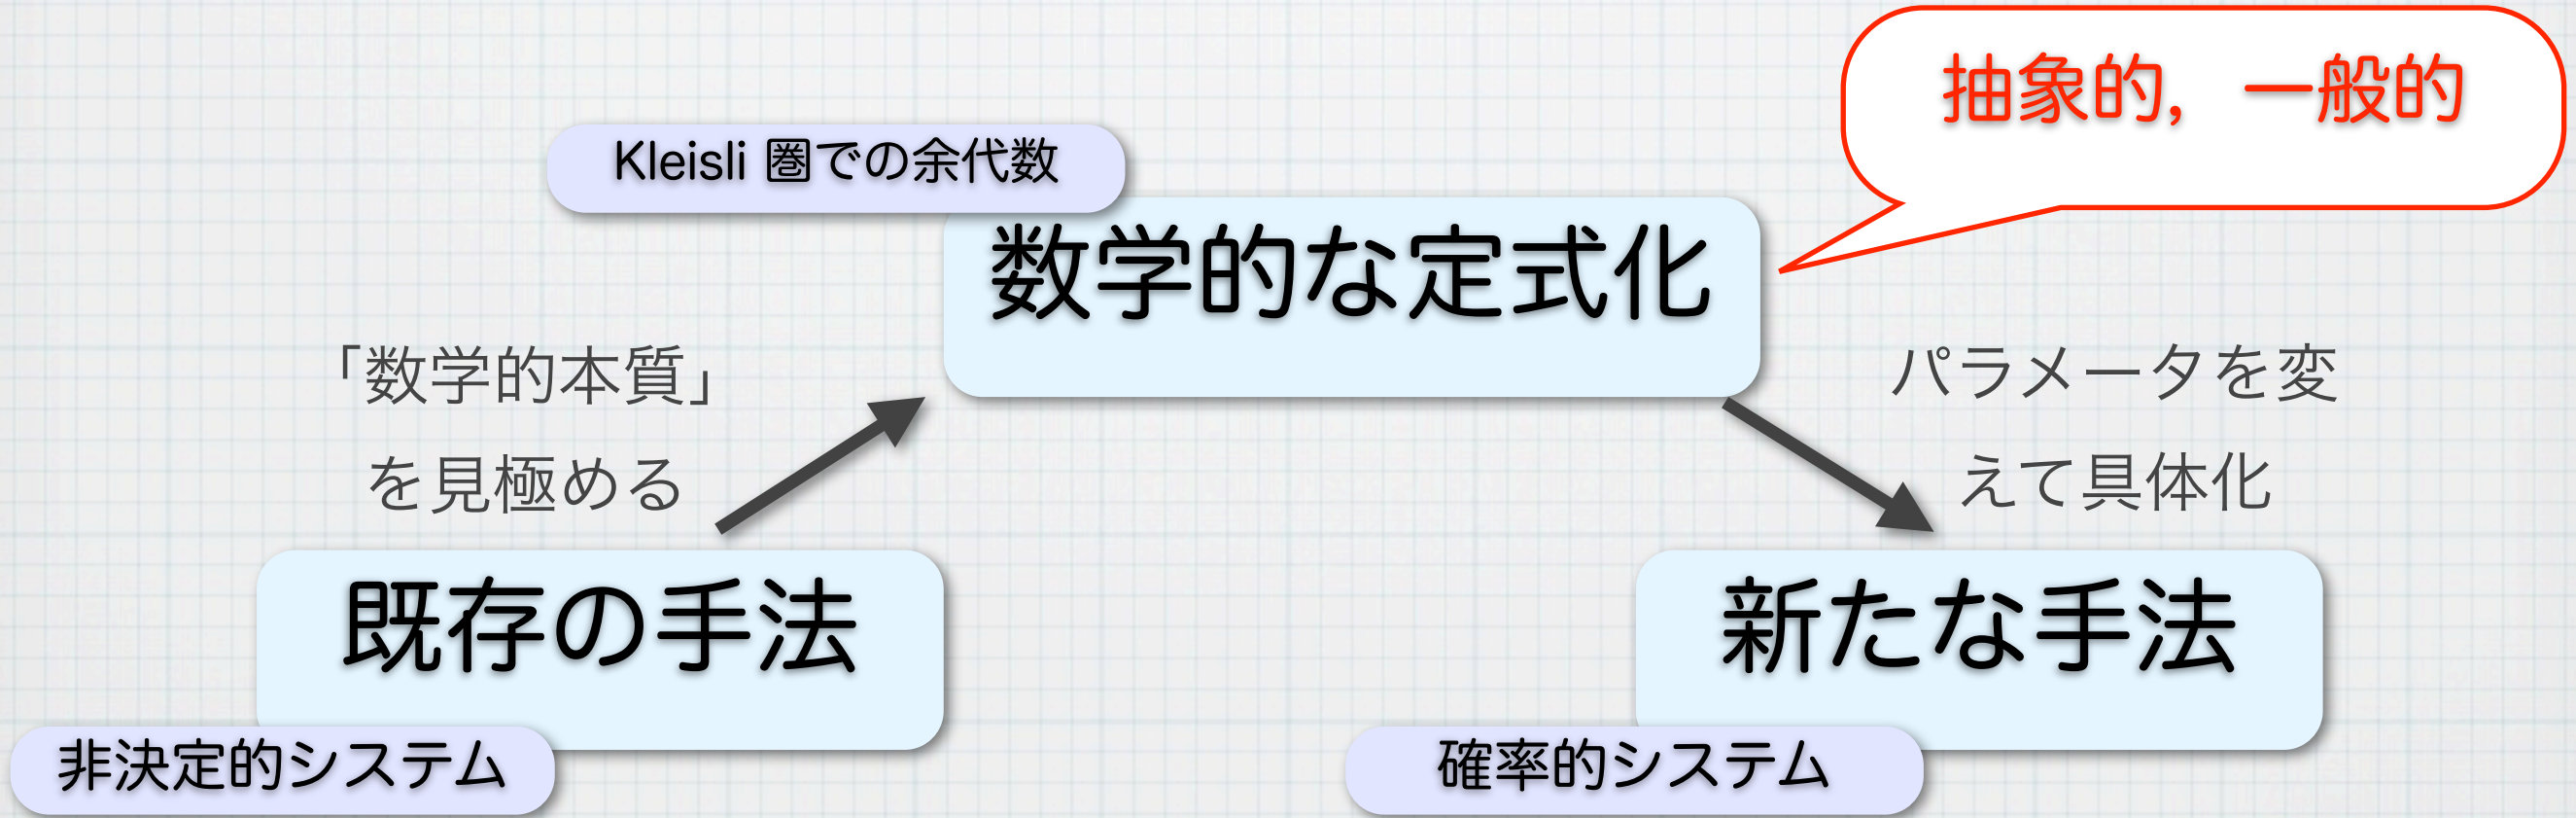 抽象的，一般的
Kleisli 圏での余代数
数学的な定式化
「数学的本質」
を見極める
パラメータを変
えて具体化
既存の手法
新たな手法
非決定的システム
確率的システム